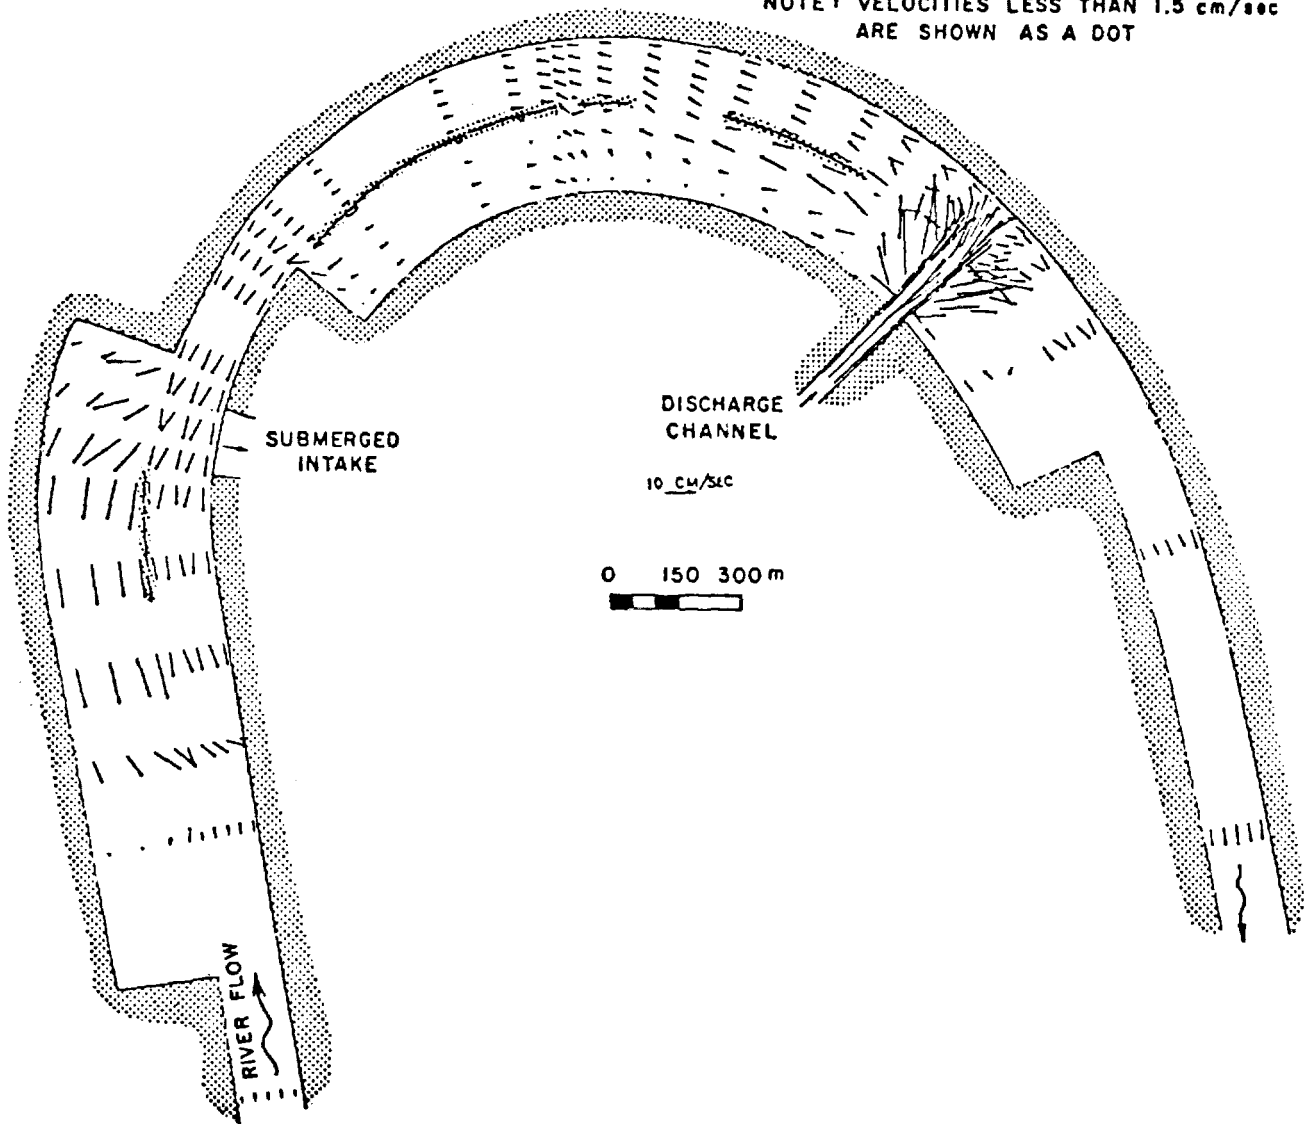 NOTE: VELOCITIES LESS THAN 1.5 cm/sec
ARE SHOWN AS A DOT
SUBMERGED
INTAKE
DISCHARGE
CHANNEL
10 CM/SEC
0 150 300 m
RIVER FLOW